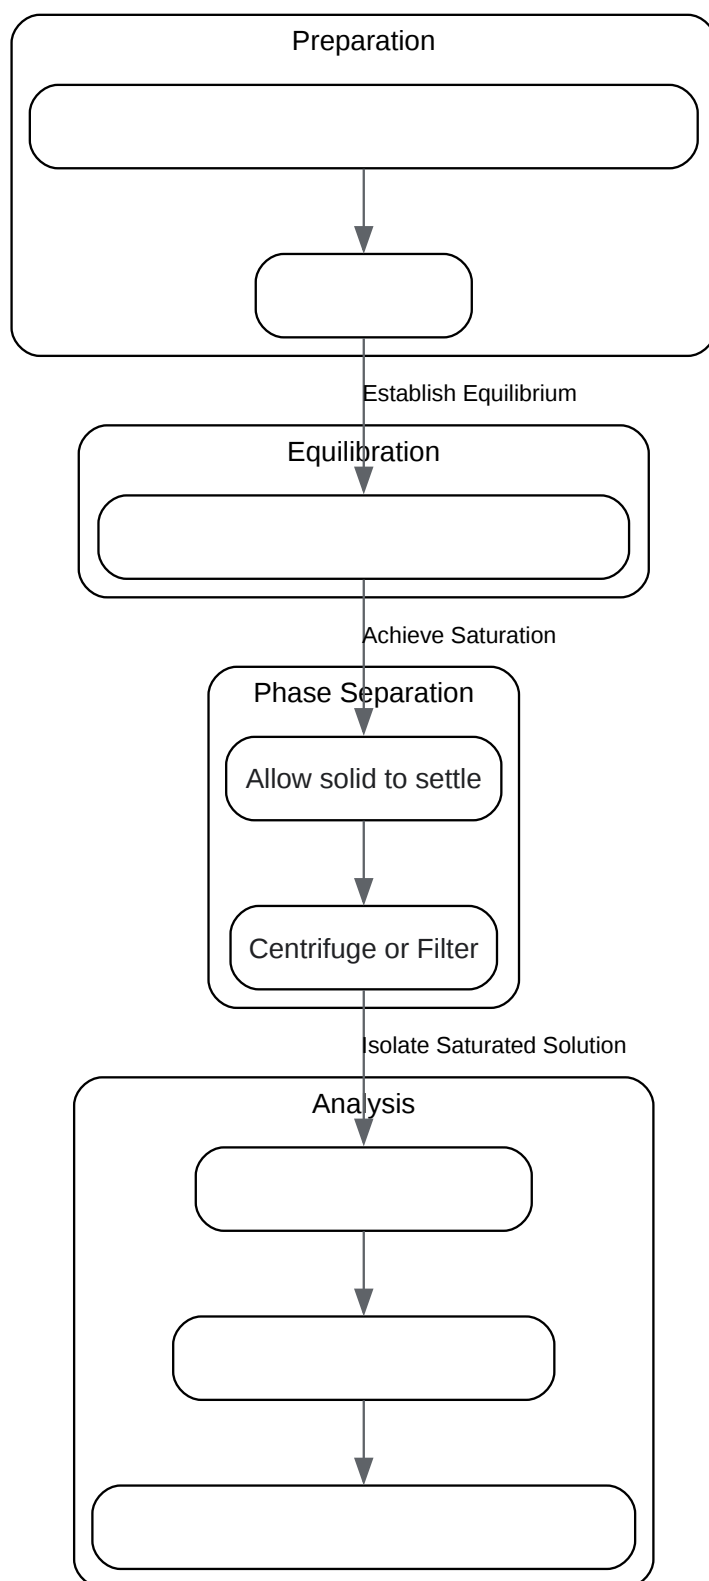 Preparation
Establish Equilibrium
Equilibration
Achieve Saturation
Phase Separation
Allow solid to settle
Centrifuge or Filter
Isolate Saturated Solution
Analysis